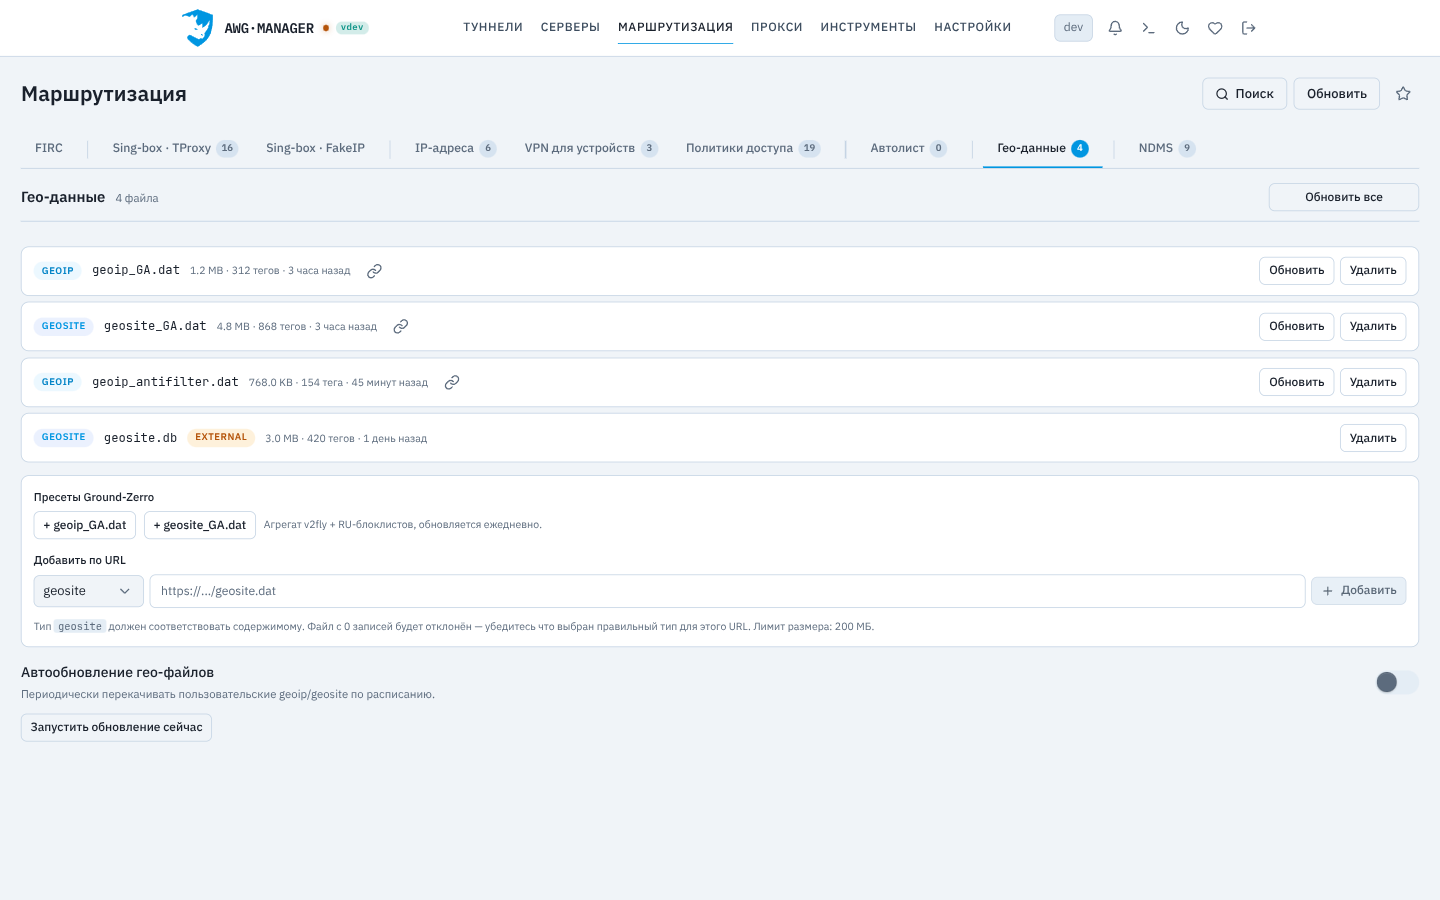 AWG·MANAGER vdev ТУННЕЛИ СЕРВЕРЫ МАРШРУТИЗАЦИЯ ПРОКСИ ИНСТРУМЕНТЫ НАСТРОЙКИ dev
Маршрутизация Поиск Обновить
FIRC Sing-box · TProxy 16 Sing-box · FakeIP IP-адреса 6 VPN для устройств 3 Политики доступа 19 Автолист 0 Гео-данные 4 NDMS 9
Гео-данные 4 файла Обновить все
GEOIP geoip_GA.dat 1.2 MB · 312 тегов · 3 часа назад Обновить Удалить
GEOSITE geosite_GA.dat 4.8 MB · 868 тегов · 3 часа назад Обновить Удалить
GEOIP geoip_antifilter.dat 768.0 KB · 154 тега · 45 минут назад Обновить Удалить
GEOSITE geosite.db EXTERNAL 3.0 MB · 420 тегов · 1 день назад Удалить
Пресеты Ground-Zerro
+ geoip_GA.dat + geosite_GA.dat Агрегат v2fly + RU-блоклистов, обновляется ежедневно.
Добавить по URL
geosite https://.../geosite.dat + Добавить
Тип geosite должен соответствовать содержимому. Файл с 0 записей будет отклонён — убедитесь что выбран правильный тип для этого URL. Лимит размера: 200 МБ.
Автообновление гео-файлов
Периодически перекачивать пользовательские geoip/geosite по расписанию.
Запустить обновление сейчас